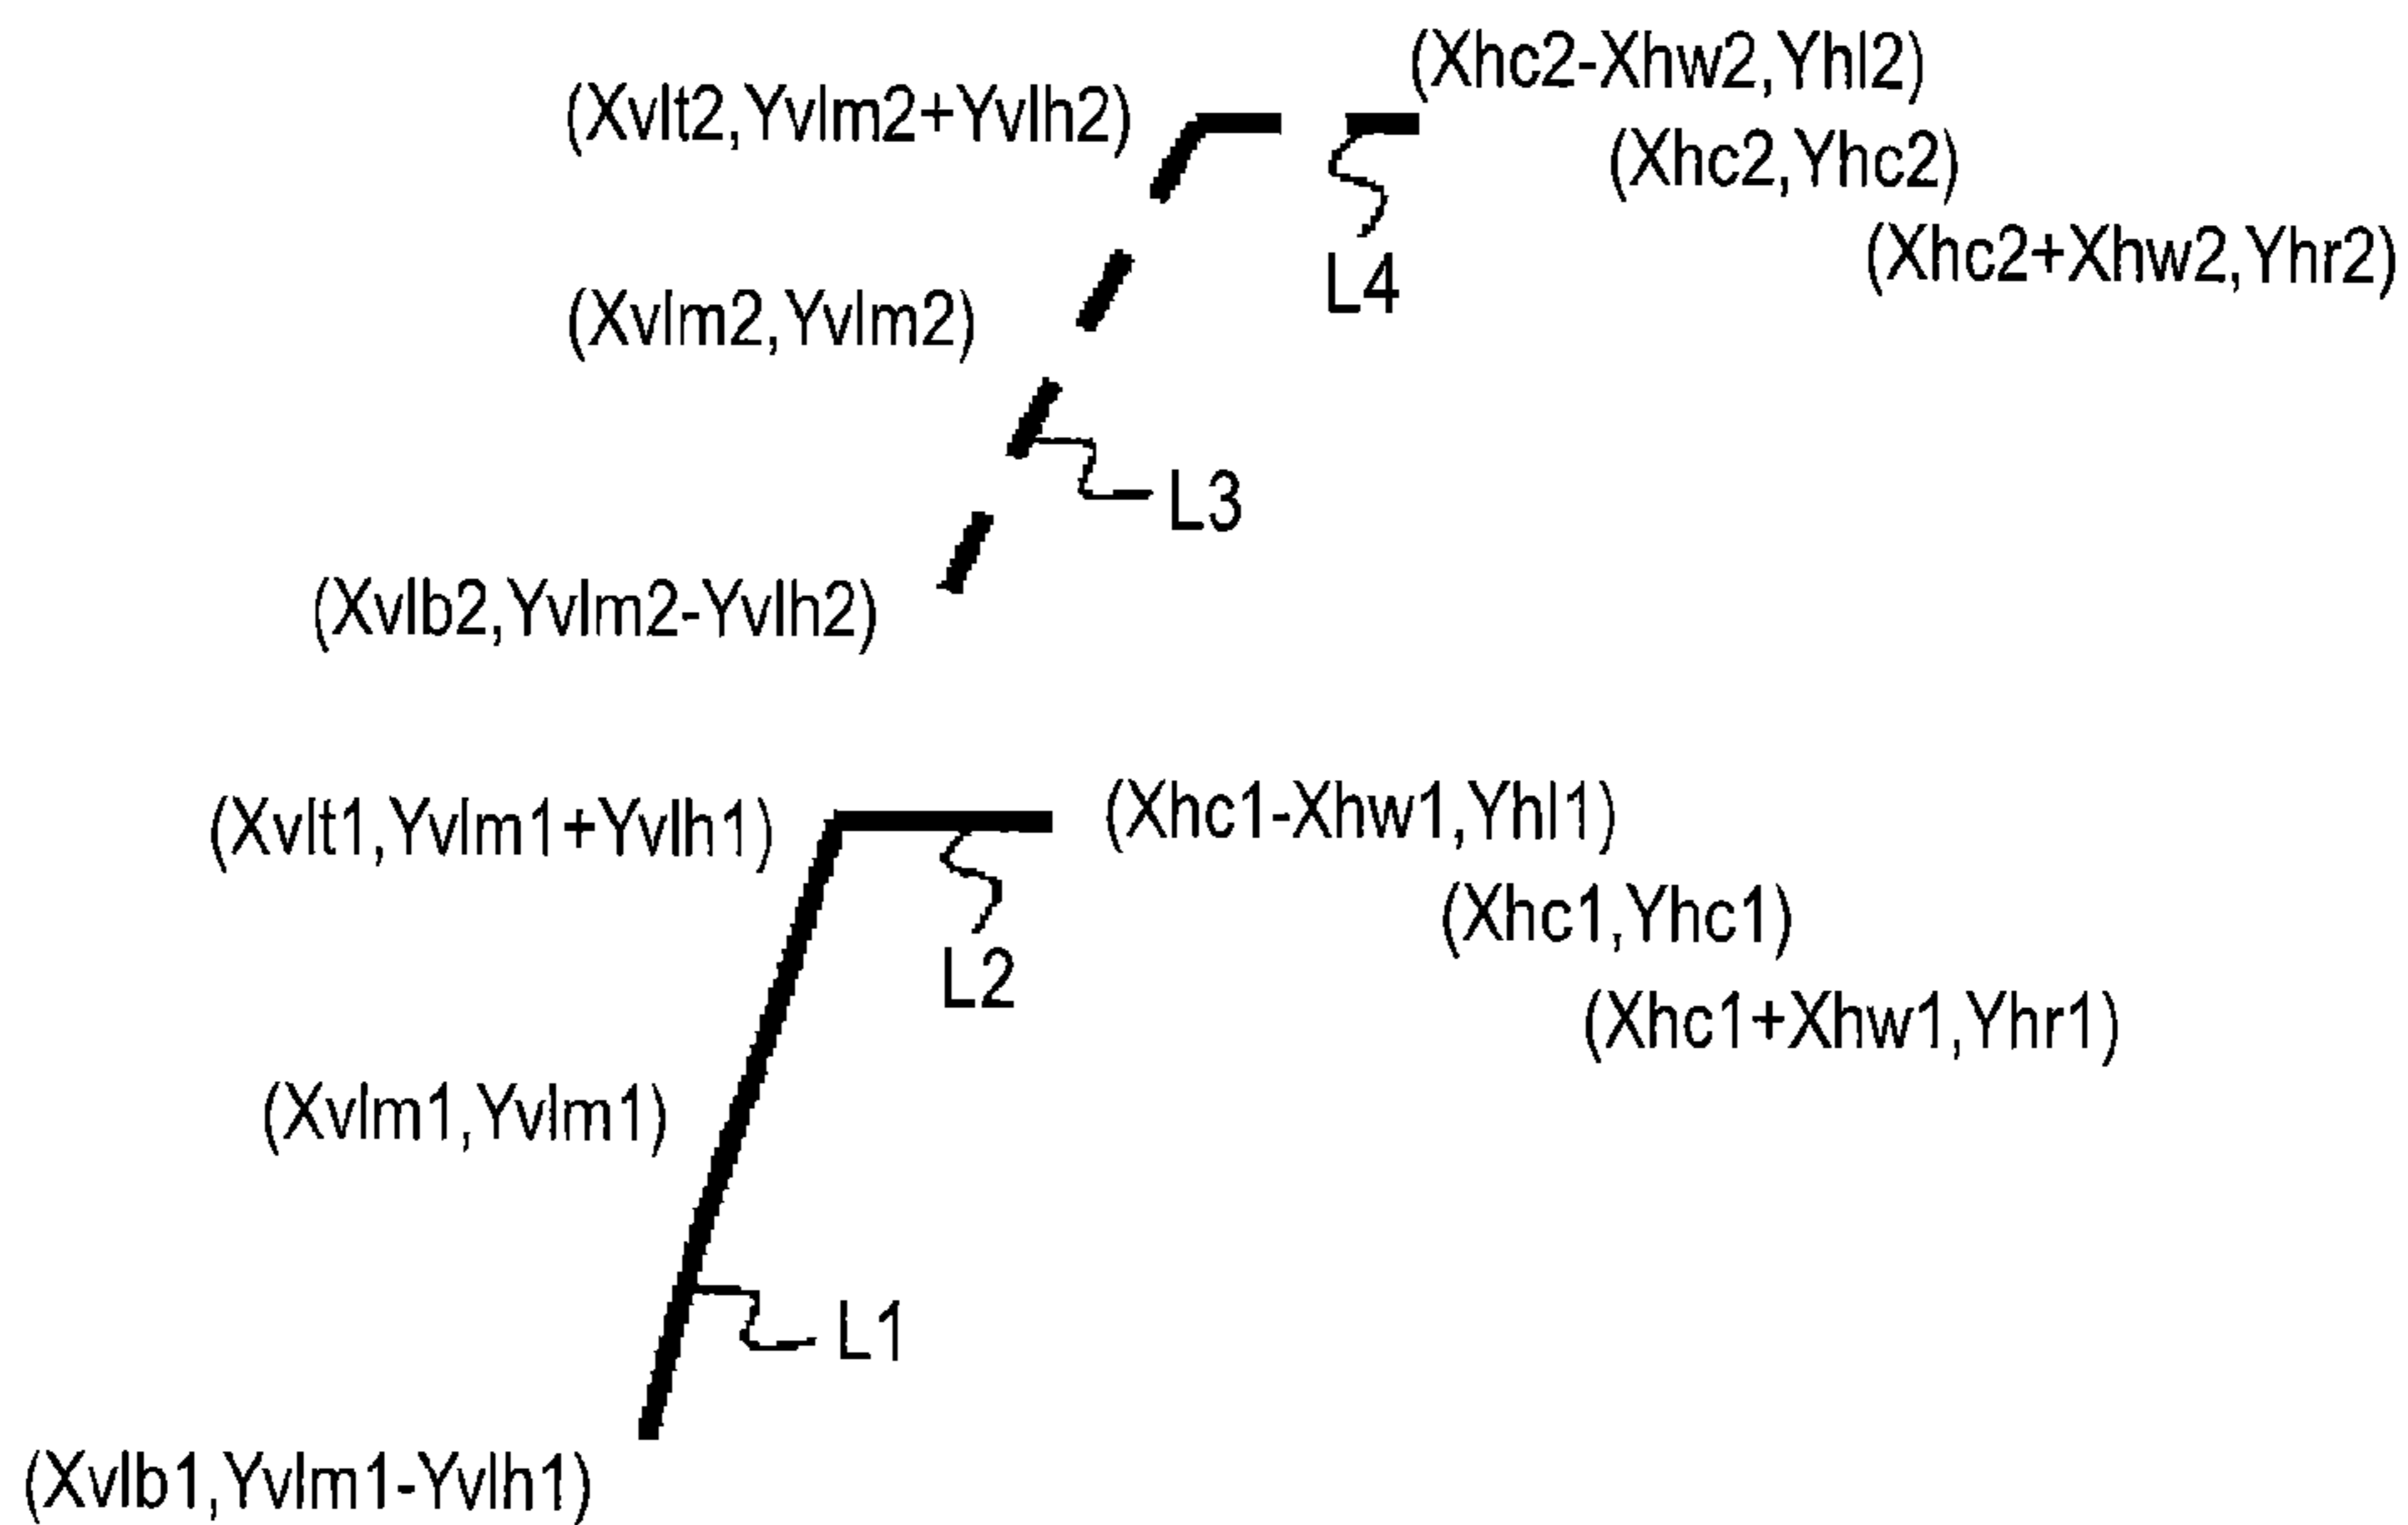 (Xhc2-Xhw2,Yhl2)
(Xvlt2,Yvlm2+Yvlh2)
(Xhc2,Yhc2)
(Xhc2+Xhw2,Yhr2)
L4
(Xvlm2,Yvlm2)
L3
(Xvlb2,Yvlm2-Yvlh2)
(Xvlt1,Yvlm1+Yvlh1)
(Xhc1-Xhw1,Yhl1)
(Xhc1,Yhc1)
L2
(Xhc1+Xhw1,Yhr1)
(Xvlm1,Yvlm1)
L1
(Xvlb1,Yvlm1-Yvlh1)